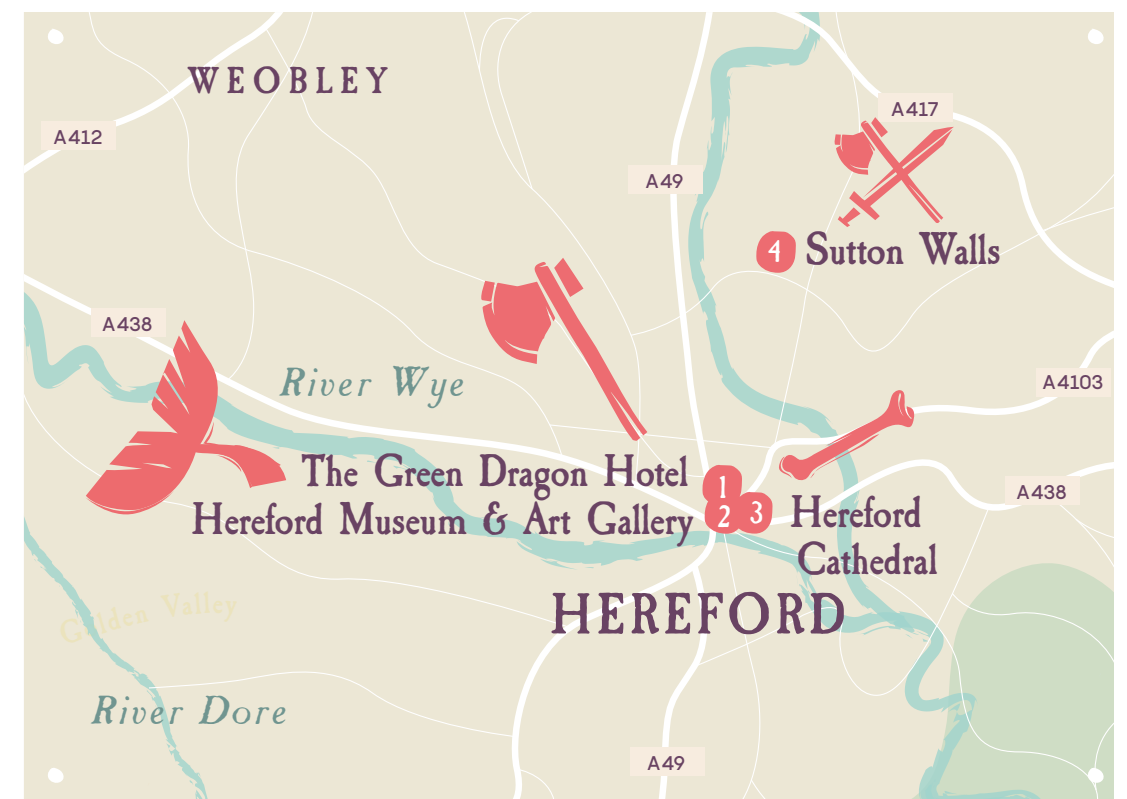 WEOBLEY
A412
A417
A49
4 Sutton Walls
A438
River Wye
A4103
The Green Dragon Hotel 1
Hereford Museum & Art Gallery 2
3 Hereford
Cathedral
A438
HEREFORD
Golden Valley
River Dore
A49